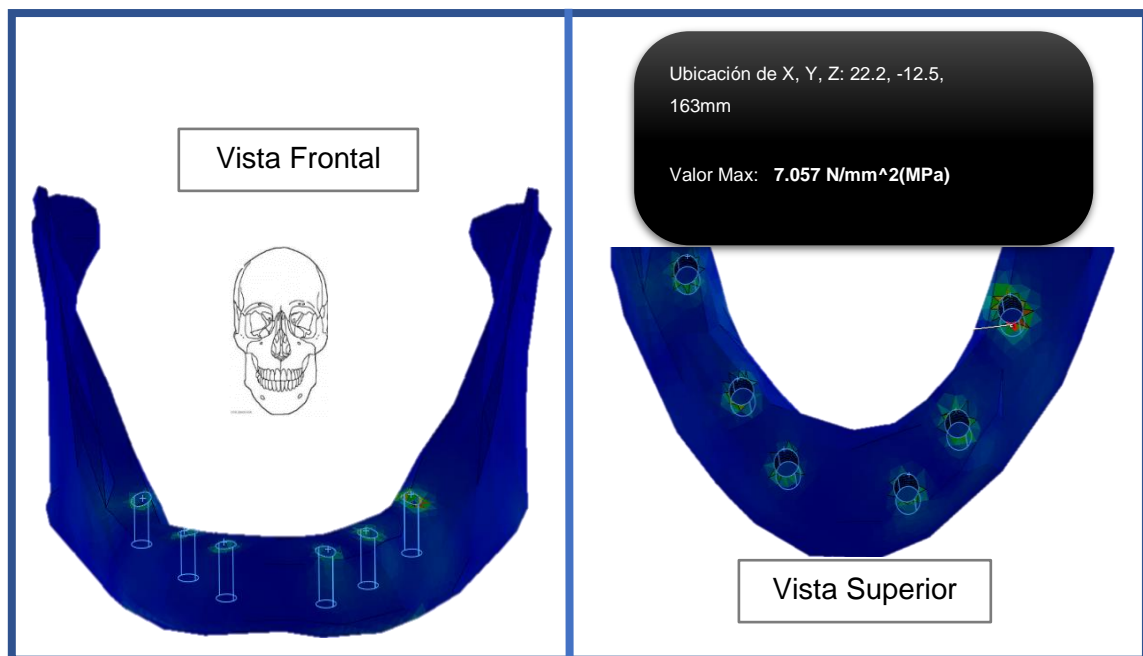 Vista Frontal
Ubicación de X, Y, Z: 22.2, -12.5,
163mm
Valor Max: 7.057 N/mm^2(MPa)
Vista Superior